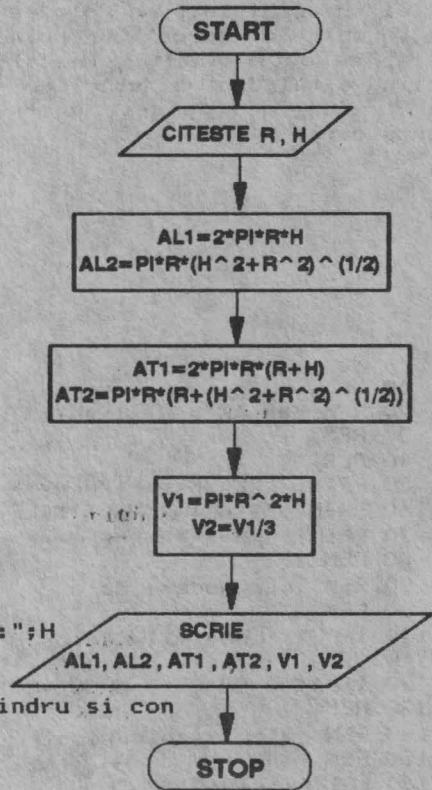 START
CITESTE R, H
AL1=2*PI*R*H
AL2=PI*R*(H^2+R^2)^(1/2)
AT1=2*PI*R*(R+H)
AT2=PI*R*(R+(H^2+R^2)^(1/2))
V1=PI*R^2*H
V2=V1/3
:";H
SCRIE
AL1, AL2, AT1, AT2, V1, V2
indru si con
STOP